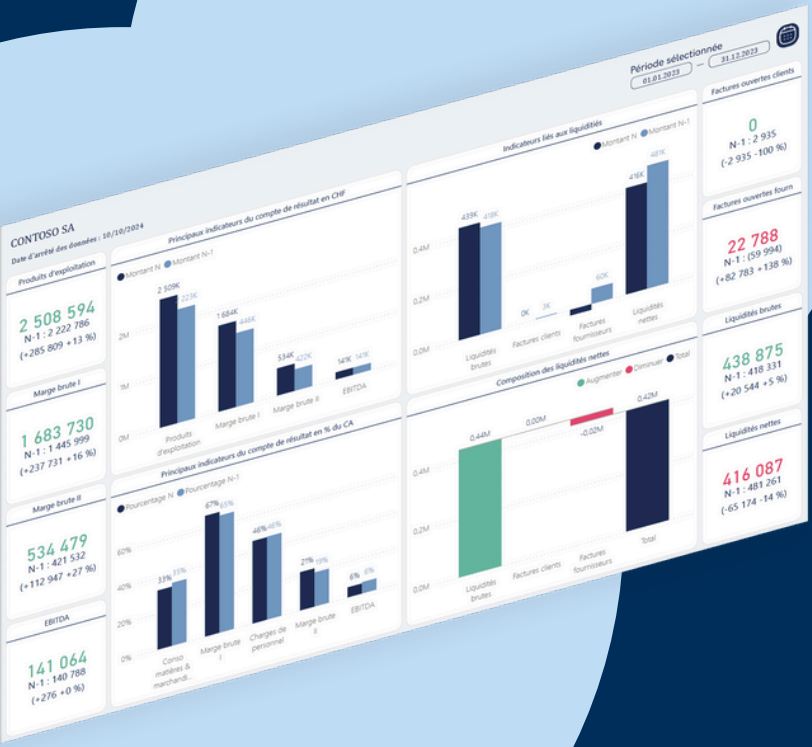 Période sélectionnée
01.01.2023 — 31.12.2023
CONTOSO SA
Date d'arrêté des données : 10/10/2024
Produits d'exploitation
2 508 594
N-1 : 2 222 786
(+285 809 +13 %)
Marge brute I
1 683 730
N-1 : 1 445 999
(+237 731 +16 %)
Marge brute II
534 479
N-1 : 421 532
(+112 947 +27 %)
EBITDA
141 064
N-1 : 140 788
(+276 +0 %)
Principaux indicateurs du compte de résultat en CHF
Montant N Montant N-1
2M
1M
0M
2 509K
223K
1 684K
446K
534K
422K
141K
141K
Produits
d'exploitation
Marge brute I
Marge brute II
EBITDA
Principaux indicateurs du compte de résultat en % du CA
Pourcentage N Pourcentage N-1
60%
40%
20%
0%
33%
35%
67%
65%
46%
46%
21%
19%
6%
6%
Conso
matières &
marchandi...
Marge brute
I
Charges de
personnel
Marge brute
II
EBITDA
Indicateurs liés aux liquidités
Montant N Montant N-1
0,4M
0,2M
0,0M
439K
418K
0K
3K
60K
416K
481K
Liquidités
brutes
Factures clients
Factures
fournisseurs
Liquidités
nettes
Composition des liquidités nettes
Augmenter Diminuer Total
0,4M
0,2M
0,0M
0,44M
0,00M
-0,02M
0,42M
Liquidités
brutes
Factures clients
Factures
fournisseurs
Total
Factures ouvertes clients
0
N-1 : 2 935
(-2 935 -100 %)
Factures ouvertes fourn
22 788
N-1 : (59 994)
(+82 783 +138 %)
Liquidités brutes
438 875
N-1 : 418 331
(+20 544 +5 %)
Liquidités nettes
416 087
N-1 : 481 261
(-65 174 -14 %)